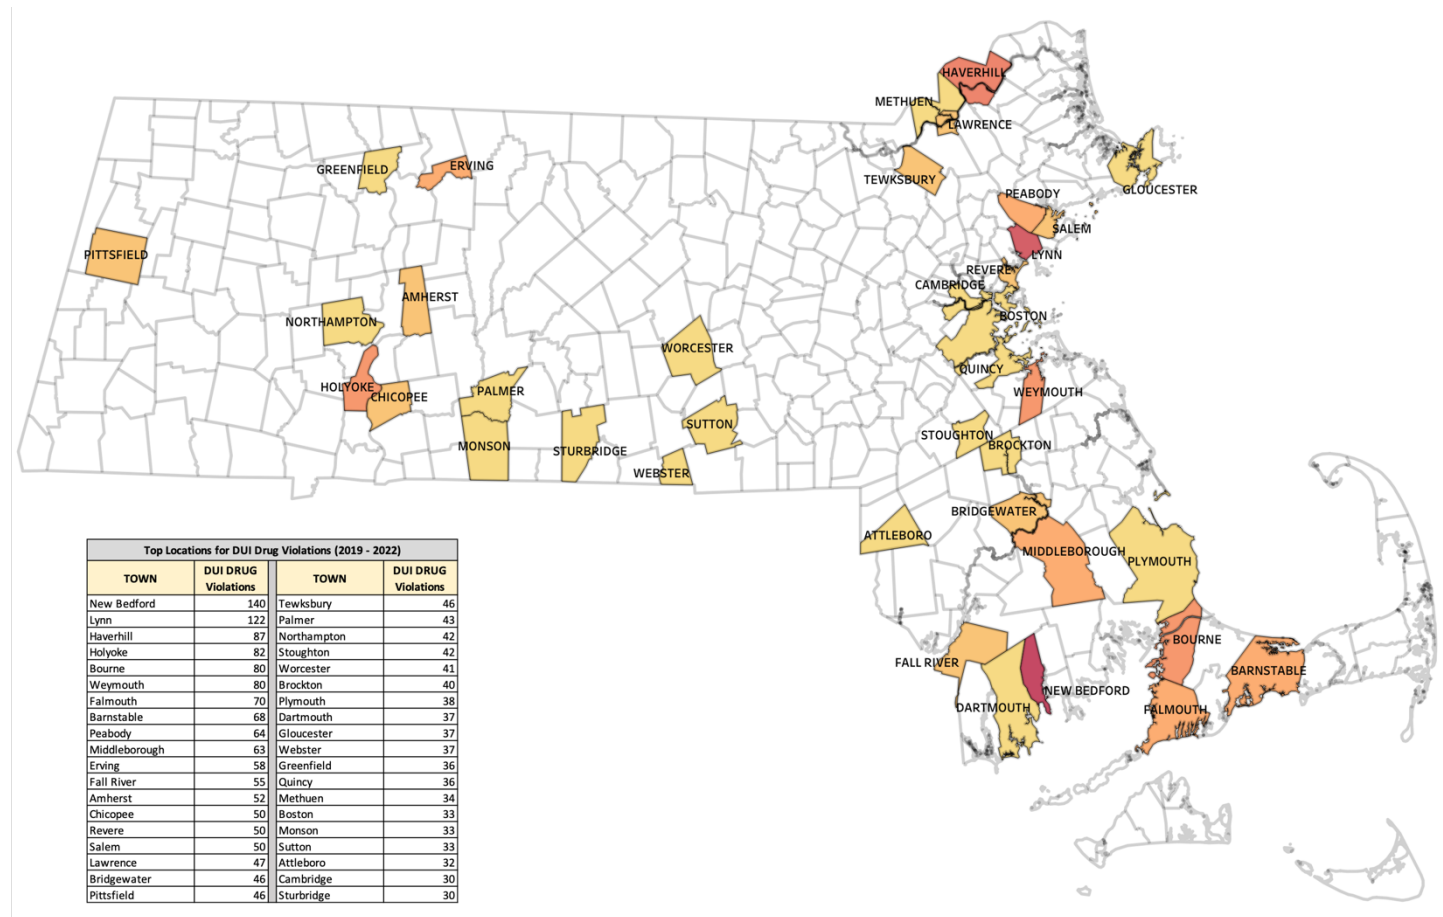 HAVERHILL
METHUEN
LAWRENCE
GREENFIELD
ERVING
TEWKSBURY
GLOUCESTER
PEABODY
SALEM
PITTSFIELD
LYNN
REVERE
CAMBRIDGE
AMHERST
BOSTON
NORTHAMPTON
WORCESTER
QUINCY
HOLYOKE
CHICOPEE
PALMER
WEYMOUTH
SUTTON
STOUGHTON
BROCKTON
MONSON
STURBRIDGE
WEBSTER
BRIDGEWATER
ATTLEBORO
MIDDLEBOROUGH
PLYMOUTH
BOURNE
FALL RIVER
BARNSTABLE
NEW BEDFORD
DARTMOUTH
FALMOUTH
Top Locations for DUI Drug Violations (2019 - 2022)
TOWN DUI DRUG Violations TOWN DUI DRUG Violations
New Bedford 140 Tewksbury 46
Lynn 122 Palmer 43
Haverhill 87 Northampton 42
Holyoke 82 Stoughton 42
Bourne 80 Worcester 41
Weymouth 80 Brockton 40
Falmouth 70 Plymouth 38
Barnstable 68 Dartmouth 37
Peabody 64 Gloucester 37
Middleborough 63 Webster 37
Erving 58 Greenfield 36
Fall River 55 Quincy 36
Amherst 52 Methuen 34
Chicopee 50 Boston 33
Revere 50 Monson 33
Salem 50 Sutton 33
Lawrence 47 Attleboro 32
Bridgewater 46 Cambridge 30
Pittsfield 46 Sturbridge 30